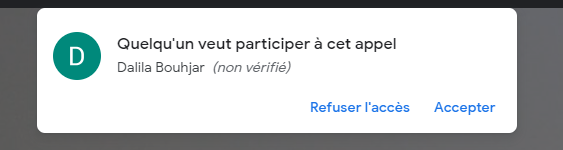 D
Quelqu'un veut participer à cet appel
Dalila Bouhjar (non vérifié)
Refuser l'accès Accepter